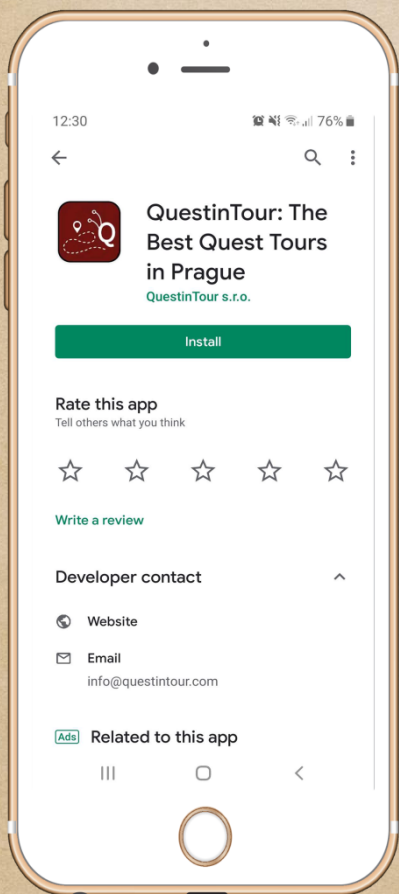 12:30
76%
QuestinTour: The
Best Quest Tours
in Prague
QuestinTour s.r.o.
Install
Rate this app
Tell others what you think
Write a review
Developer contact
Website
Email
info@questintour.com
Ads Related to this app